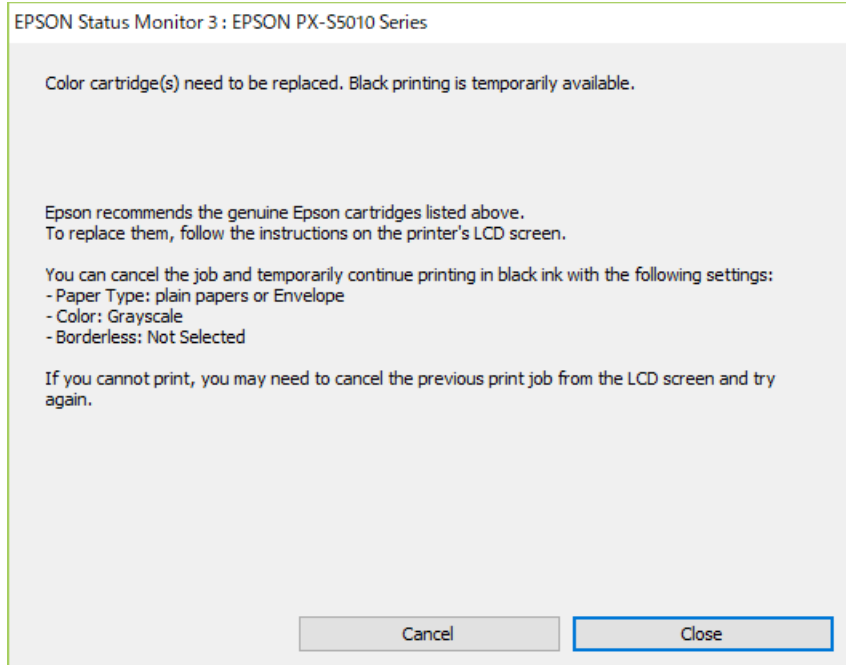 EPSON Status Monitor 3 : EPSON PX-S5010 Series
Color cartridge(s) need to be replaced. Black printing is temporarily available.
Epson recommends the genuine Epson cartridges listed above.
To replace them, follow the instructions on the printer's LCD screen.
You can cancel the job and temporarily continue printing in black ink with the following settings:
- Paper Type: plain papers or Envelope
- Color: Grayscale
- Borderless: Not Selected
If you cannot print, you may need to cancel the previous print job from the LCD screen and try
again.
Cancel Close